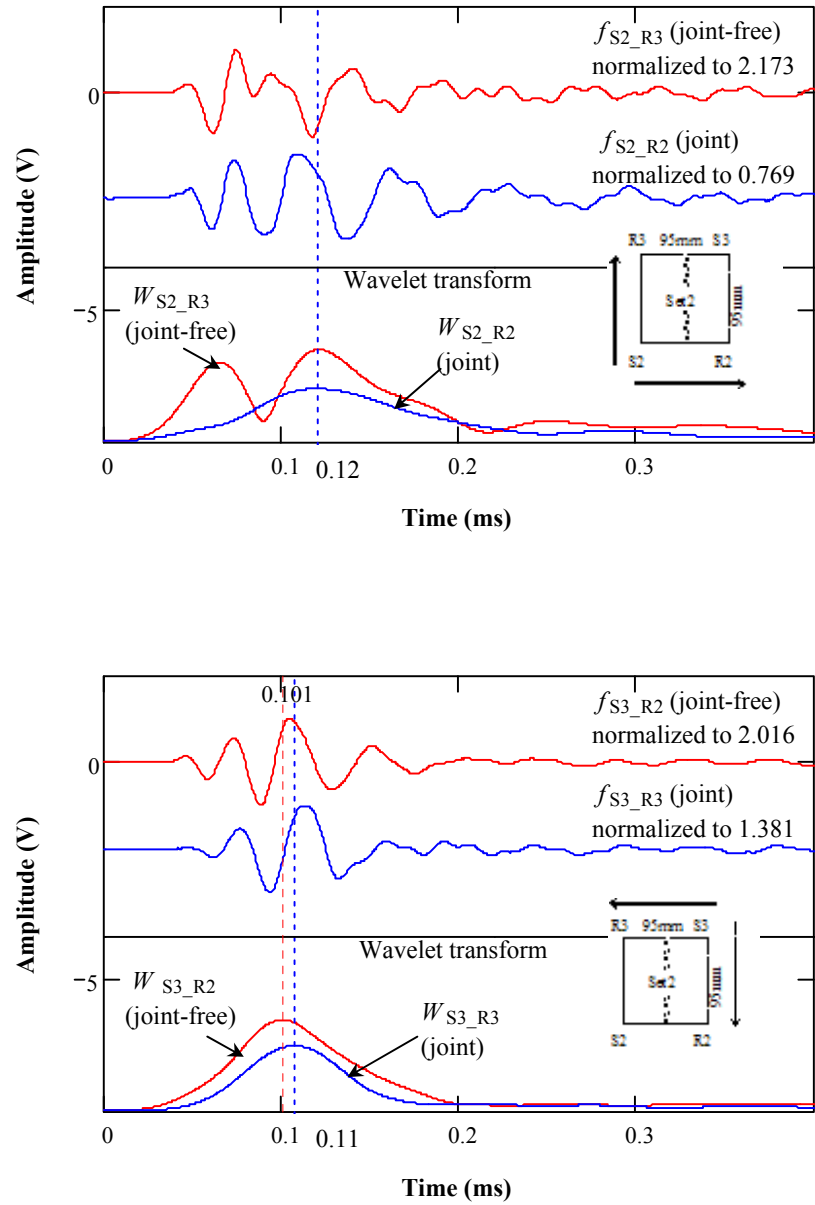 f S2_R3 (joint-free)
normalized to 2.173
0
f S2_R2 (joint)
normalized to 0.769
Amplitude (V)
R3 95mm S3
Set2
95mm
S2 R2
Wavelet transform
−5
W S2_R3
(joint-free)
W S2_R2
(joint)
0 0.1 0.12 0.2 0.3
Time (ms)
0.101
f S3_R2 (joint-free)
normalized to 2.016
0
f S3_R3 (joint)
normalized to 1.381
Amplitude (V)
R3 95mm S3
Set2
95mm
S2 R2
Wavelet transform
−5
W S3_R2
(joint-free)
W S3_R3
(joint)
0 0.1 0.11 0.2 0.3
Time (ms)